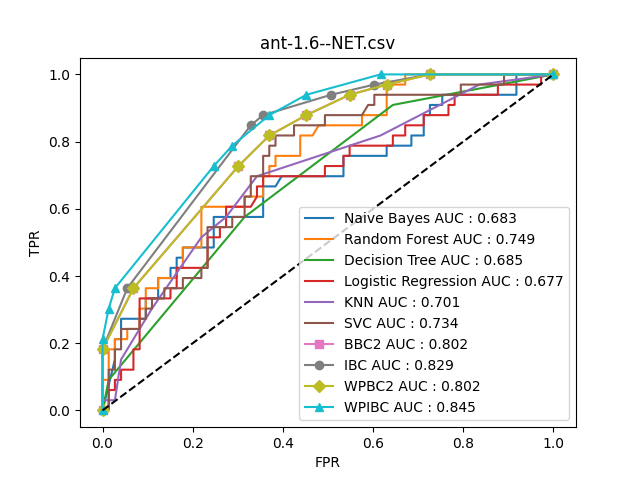 ant-1.6--NET.csv
1.0
0.8
0.6
0.4
0.2
0.0
TPR
Naive Bayes AUC : 0.683
Random Forest AUC : 0.749
Decision Tree AUC : 0.685
Logistic Regression AUC : 0.677
KNN AUC : 0.701
SVC AUC : 0.734
BBC2 AUC : 0.802
IBC AUC : 0.829
WPBC2 AUC : 0.802
WPIBC AUC : 0.845
0.0 0.2 0.4 0.6 0.8 1.0
FPR